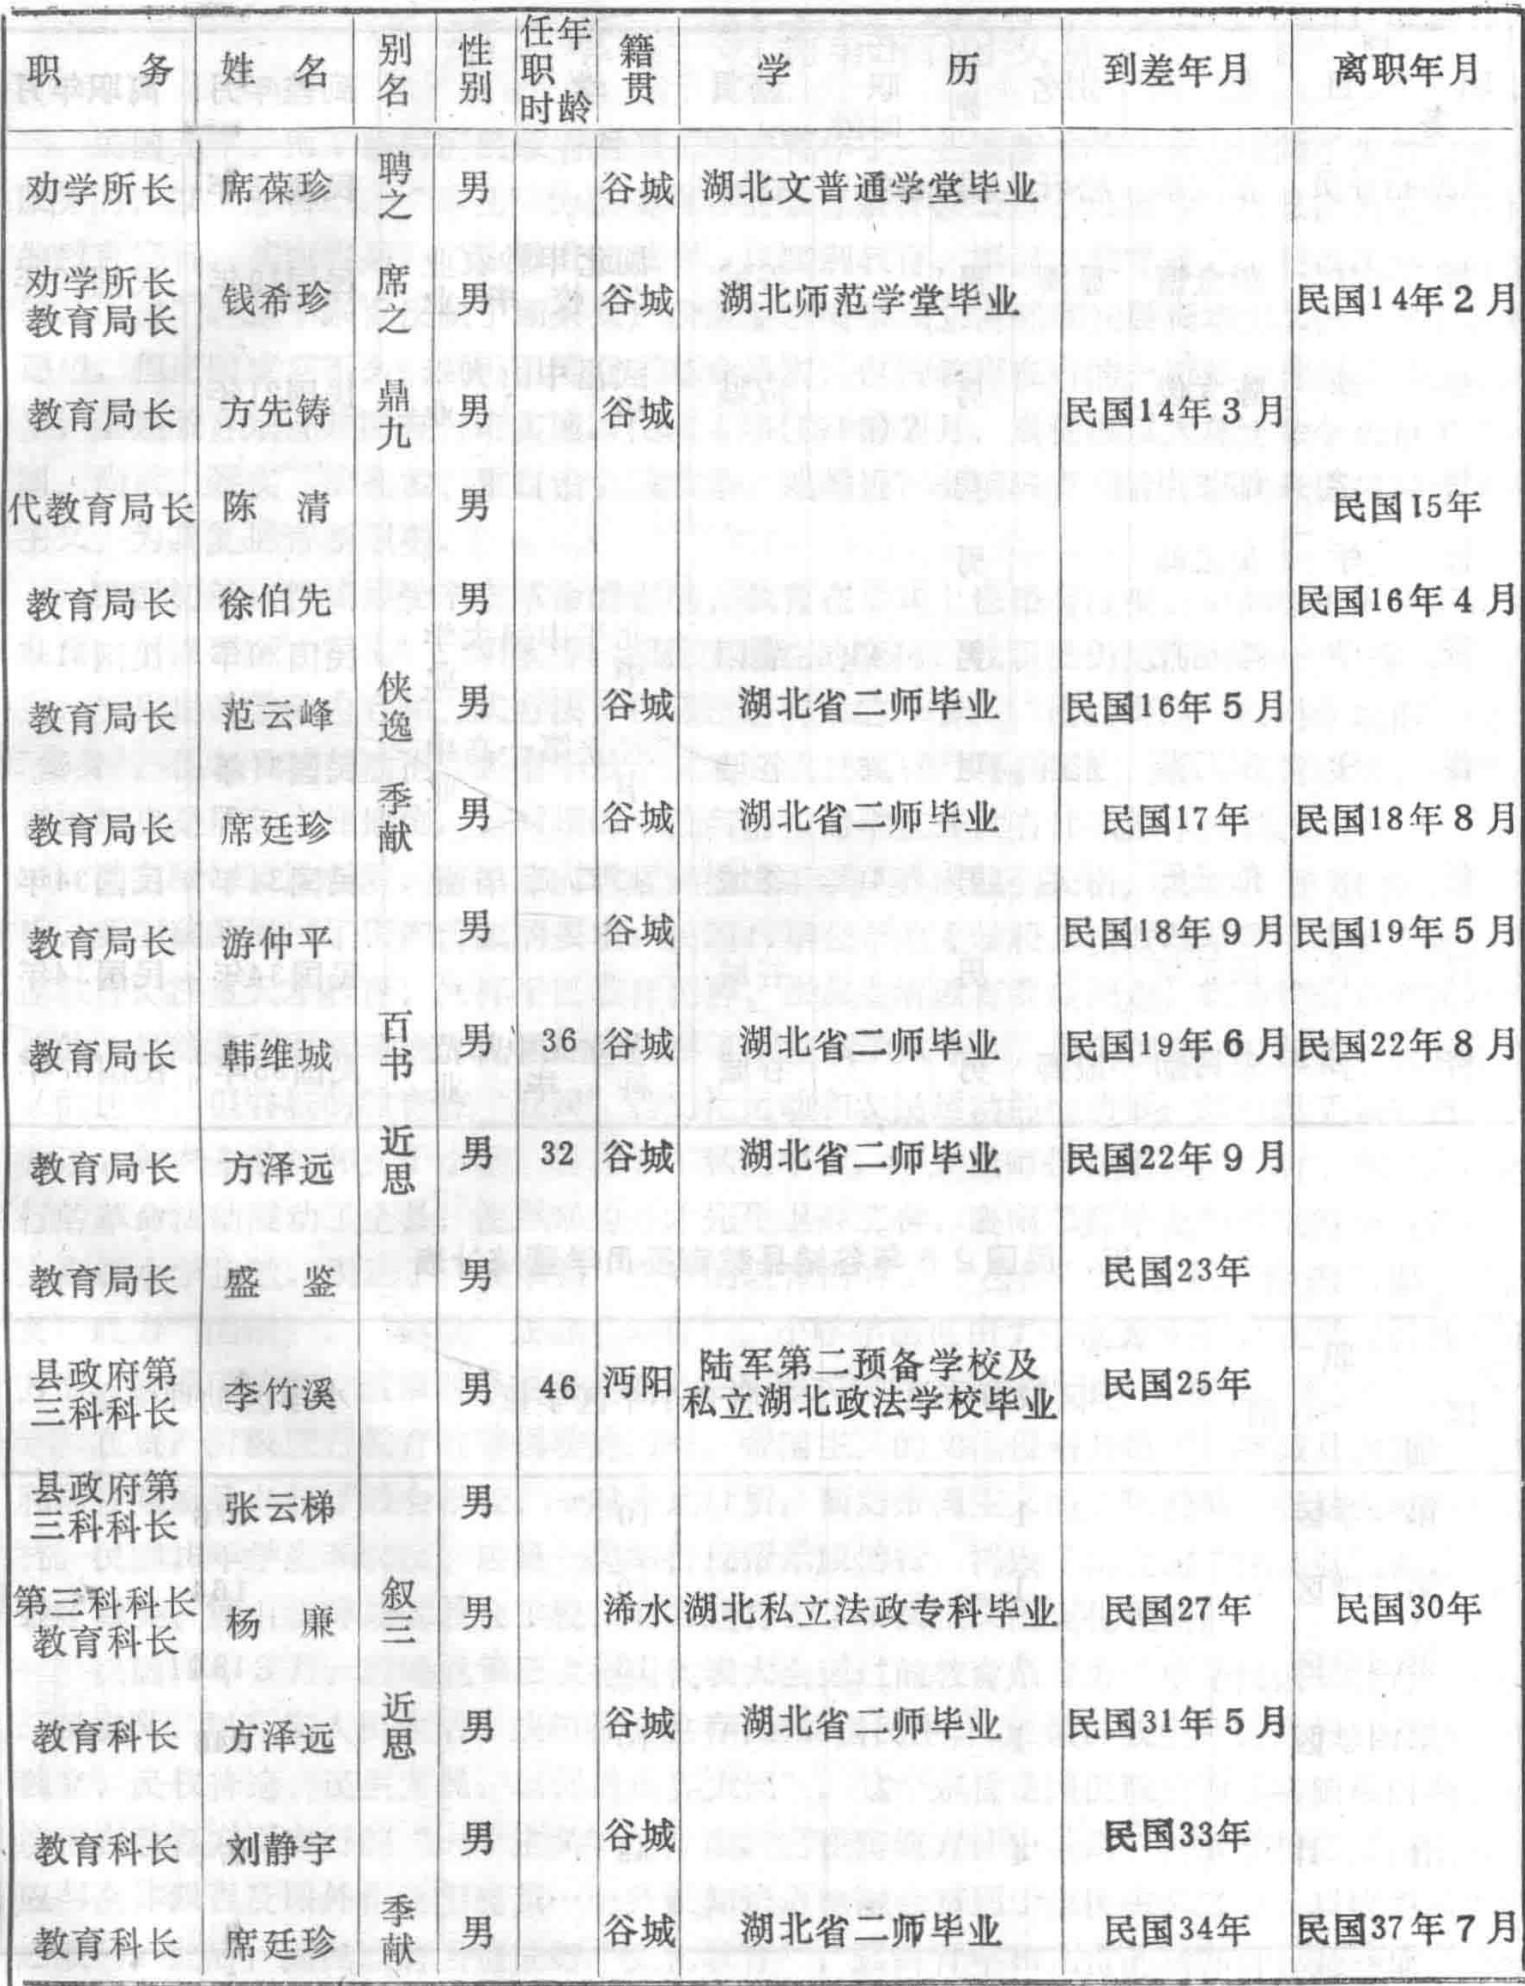 职 务 姓 名 别名 性别 任职时年龄 籍贯 学 历 到差年月 离职年月
劝学所长 席葆珍 聘之 男 谷城 湖北文普通学堂毕业
劝学所长 教育局长 钱希珍 席之 男 谷城 湖北师范学堂毕业 民国14年2月
教育局长 方先铸 鼎九 男 谷城 民国14年3月
代教育局长 陈 清 男 民国15年
教育局长 徐伯先 男 民国16年4月
教育局长 范云峰 侠逸 男 谷城 湖北省二师毕业 民国16年5月
教育局长 席廷珍 季献 男 谷城 湖北省二师毕业 民国17年 民国18年8月
教育局长 游仲平 男 谷城 民国18年9月 民国19年5月
教育局长 韩维城 百书 男 36 谷城 湖北省二师毕业 民国19年6月 民国22年8月
教育局长 方泽远 近思 男 32 谷城 湖北省二师毕业 民国22年9月
教育局长 盛 鉴 男 民国23年
县政府第三科科长 李竹溪 男 46 沔阳 陆军第二预备学校及私立湖北政法学校毕业 民国25年
县政府第三科科长 张云梯 男
第三科科长 教育科长 杨 廉 叙三 男 浠水 湖北私立法政专科毕业 民国27年 民国30年
教育科长 方泽远 近思 男 谷城 湖北省二师毕业 民国31年5月
教育科长 刘静宇 男 谷城 民国33年
教育科长 席廷珍 季献 男 谷城 湖北省二师毕业 民国34年 民国37年7月